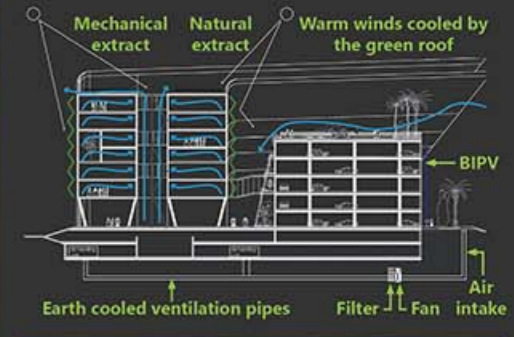 Mechanical
extract
Natural
extract
Warm winds cooled by
the green roof
BIPV
Earth cooled ventilation pipes
Filter
Fan
Air
intake